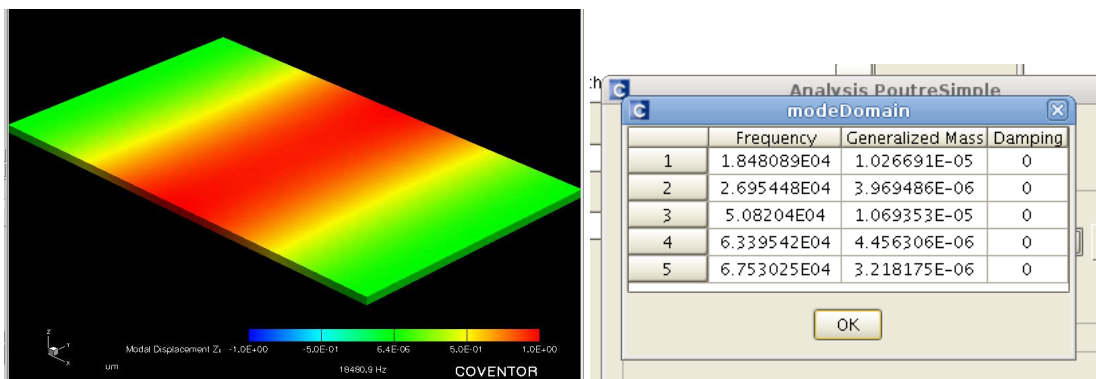 Z
Y
X
um
Modal Displacement Z: -1.0E+00 -5.0E-01 6.4E-06 5.0E-01 1.0E+00
18480.9 Hz
COVENTOR
Analysis PoutreSimple
modeDomain
Frequency Generalized Mass Damping
1 1.848089E04 1.026691E-05 0
2 2.695448E04 3.969486E-06 0
3 5.08204E04 1.069353E-05 0
4 6.339542E04 4.456306E-06 0
5 6.753025E04 3.218175E-06 0
OK